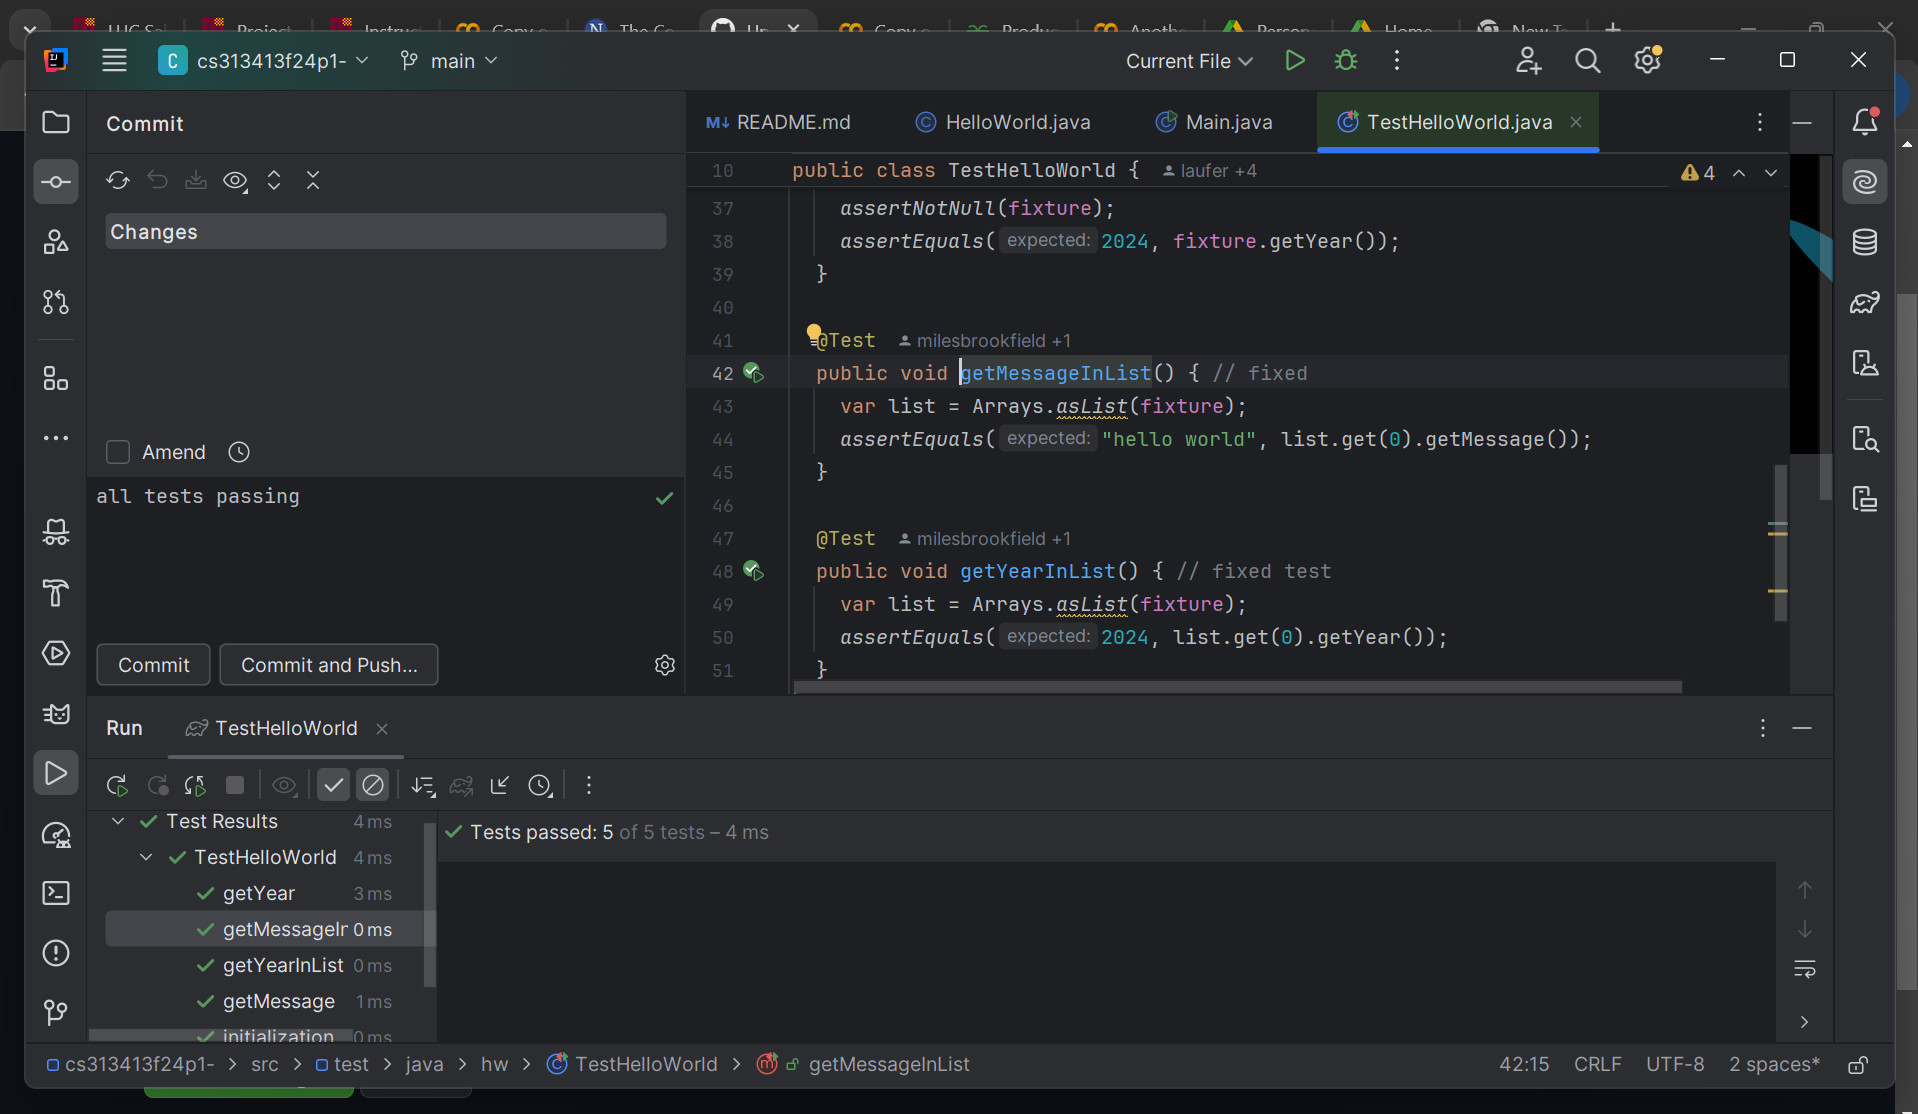 C cs313413f24p1- main
Current File
Commit
Changes
Amend
all tests passing
Commit
Commit and Push...
M↓ README.md
HelloWorld.java
Main.java
TestHelloWorld.java
10 public class TestHelloWorld { laufer +4
4
37 assertNotNull(fixture);
38 assertEquals( expected: 2024, fixture.getYear());
39 }
40
41 @Test milesbrookfield +1
42 public void getMessageInList() { // fixed
43 var list = Arrays.asList(fixture);
44 assertEquals( expected: "hello world", list.get(0).getMessage());
45 }
46
47 @Test milesbrookfield +1
48 public void getYearInList() { // fixed test
49 var list = Arrays.asList(fixture);
50 assertEquals( expected: 2024, list.get(0).getYear());
51 }
Run TestHelloWorld
Test Results 4 ms
TestHelloWorld 4 ms
getYear 3 ms
getMessageIr 0 ms
getYearInList 0 ms
getMessage 1 ms
initialization 0 ms
Tests passed: 5 of 5 tests – 4 ms
cs313413f24p1- > src > test > java > hw > TestHelloWorld > getMessageInList
42:15 CRLF UTF-8 2 spaces*